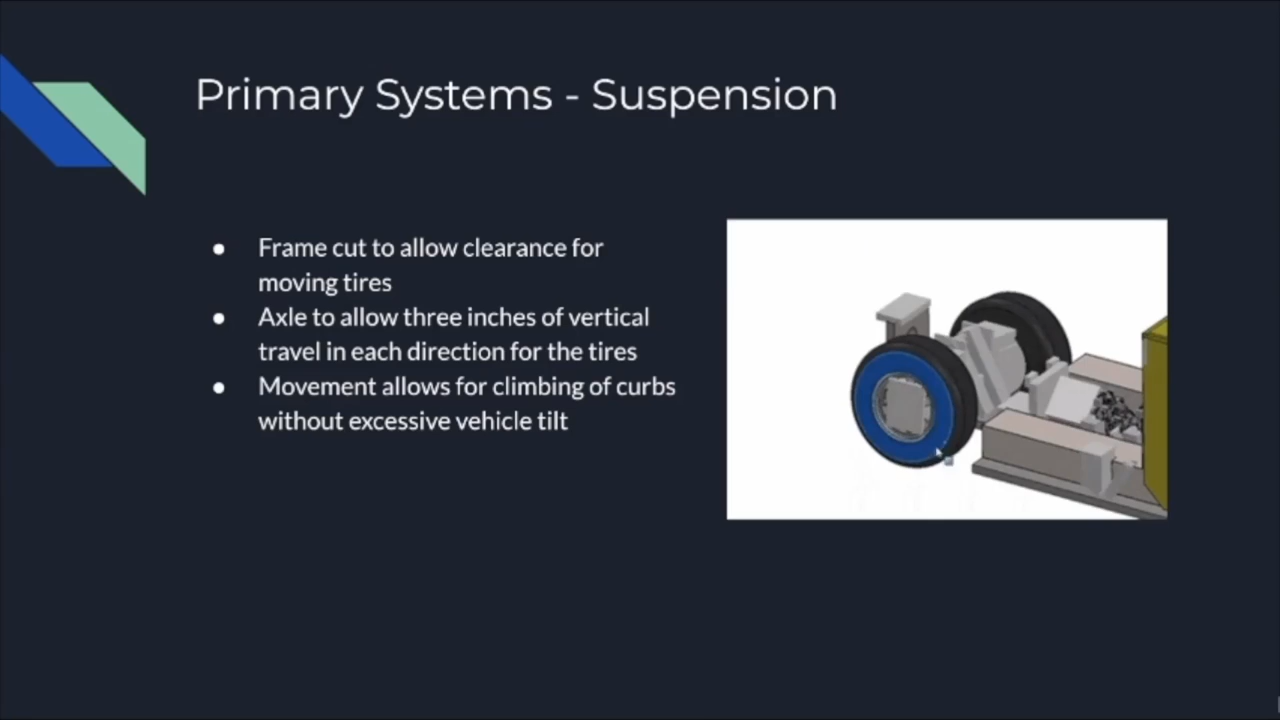 Primary Systems - Suspension
● Frame cut to allow clearance for
moving tires
● Axle to allow three inches of vertical
travel in each direction for the tires
● Movement allows for climbing of curbs
without excessive vehicle tilt